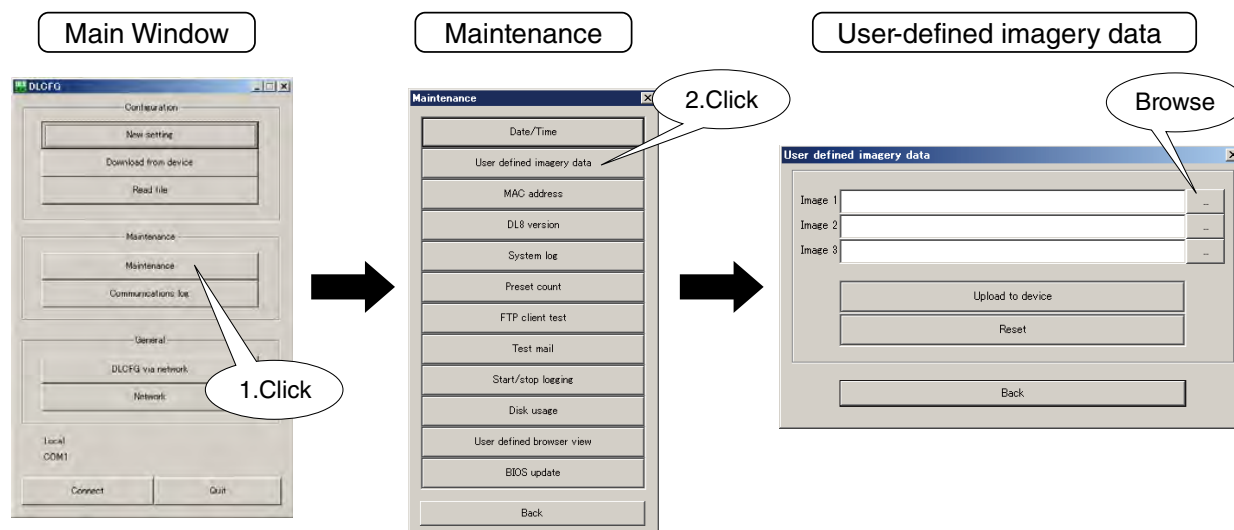 Main Window
DLCFG
Configuration
New setting
Download from device
Read file
Maintenance
Maintenance
Communications log
General
DLCFG via network
Network
Local
COM1
Connect Quit
1.Click
Maintenance
Maintenance
Date/Time
User defined imagery data
MAC address
DL8 version
System log
Preset count
FTP client test
Test mail
Start/stop logging
Disk usage
User defined browser view
BIOS update
Back
2.Click
User-defined imagery data
Browse
User defined imagery data
Image 1
Image 2
Image 3
Upload to device
Reset
Back